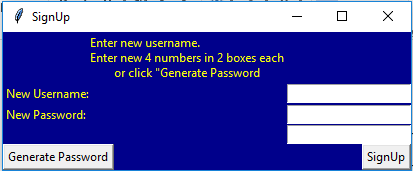 SignUp
Enter new username.
Enter new 4 numbers in 2 boxes each
or click "Generate Password
New Username:
New Password:
Generate Password
SignUp